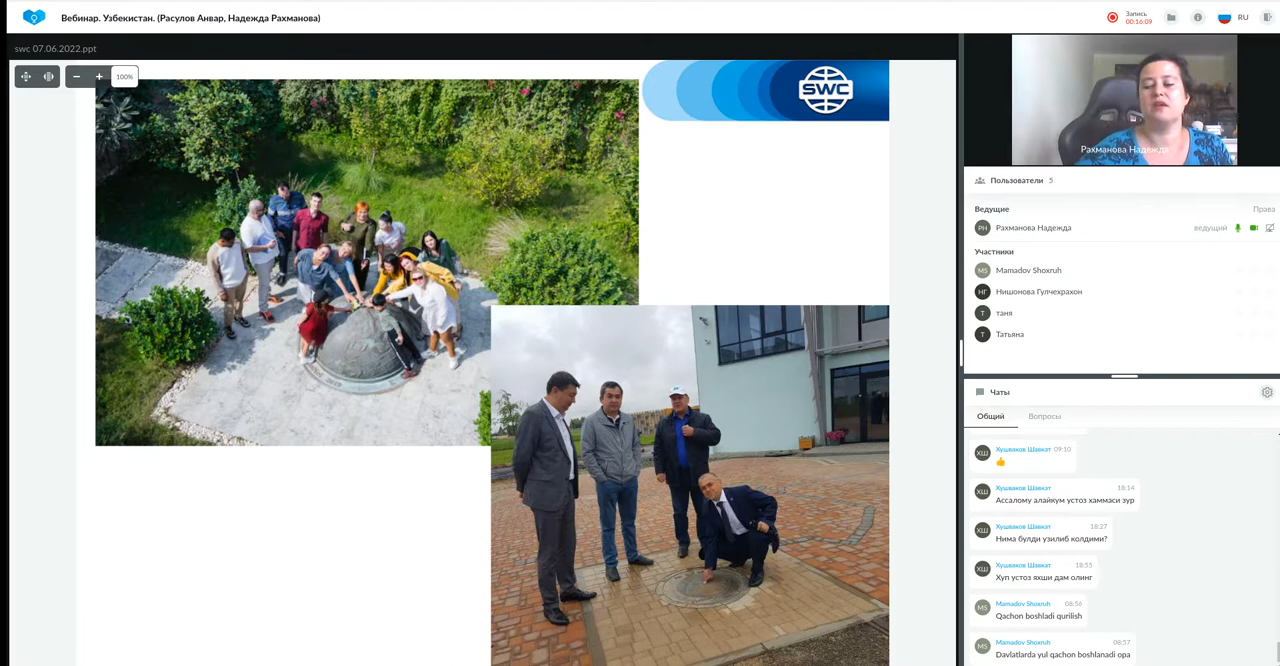 Вебинар. Узбекистан. (Расулов Анвар, Надежда Рахманова)
Запись
00:16:09
RU
swc 07.06.2022.ppt
100%
SWC
Рахманова Надежда
Пользователи 5
Ведущие Права
РН Рахманова Надежда ведущий
Участники
MS Mamadov Shoxruh
НГ Нишонова Гулчехрахон
Т таня
Т Татьяна
Чаты
Общий Вопросы
ХШ Хушваков Шавкат 09:10
👍
ХШ Хушваков Шавкат 18:14
Ассалому алайкум устоз хаммаси зур
ХШ Хушваков Шавкат 18:27
Нима булди узилиб колдими?
ХШ Хушваков Шавкат 18:55
Хуп устоз яхши дам олинг
MS Mamadov Shoxruh 08:56
Qachon boshladi qurilish
MS Mamadov Shoxruh 08:57
Davlatlarda yul qachon boshlanadi opa